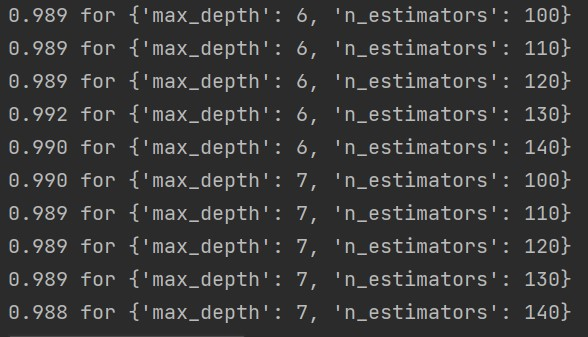 0.989 for {'max_depth': 6, 'n_estimators': 100}
0.989 for {'max_depth': 6, 'n_estimators': 110}
0.989 for {'max_depth': 6, 'n_estimators': 120}
0.992 for {'max_depth': 6, 'n_estimators': 130}
0.990 for {'max_depth': 6, 'n_estimators': 140}
0.990 for {'max_depth': 7, 'n_estimators': 100}
0.989 for {'max_depth': 7, 'n_estimators': 110}
0.989 for {'max_depth': 7, 'n_estimators': 120}
0.989 for {'max_depth': 7, 'n_estimators': 130}
0.988 for {'max_depth': 7, 'n_estimators': 140}